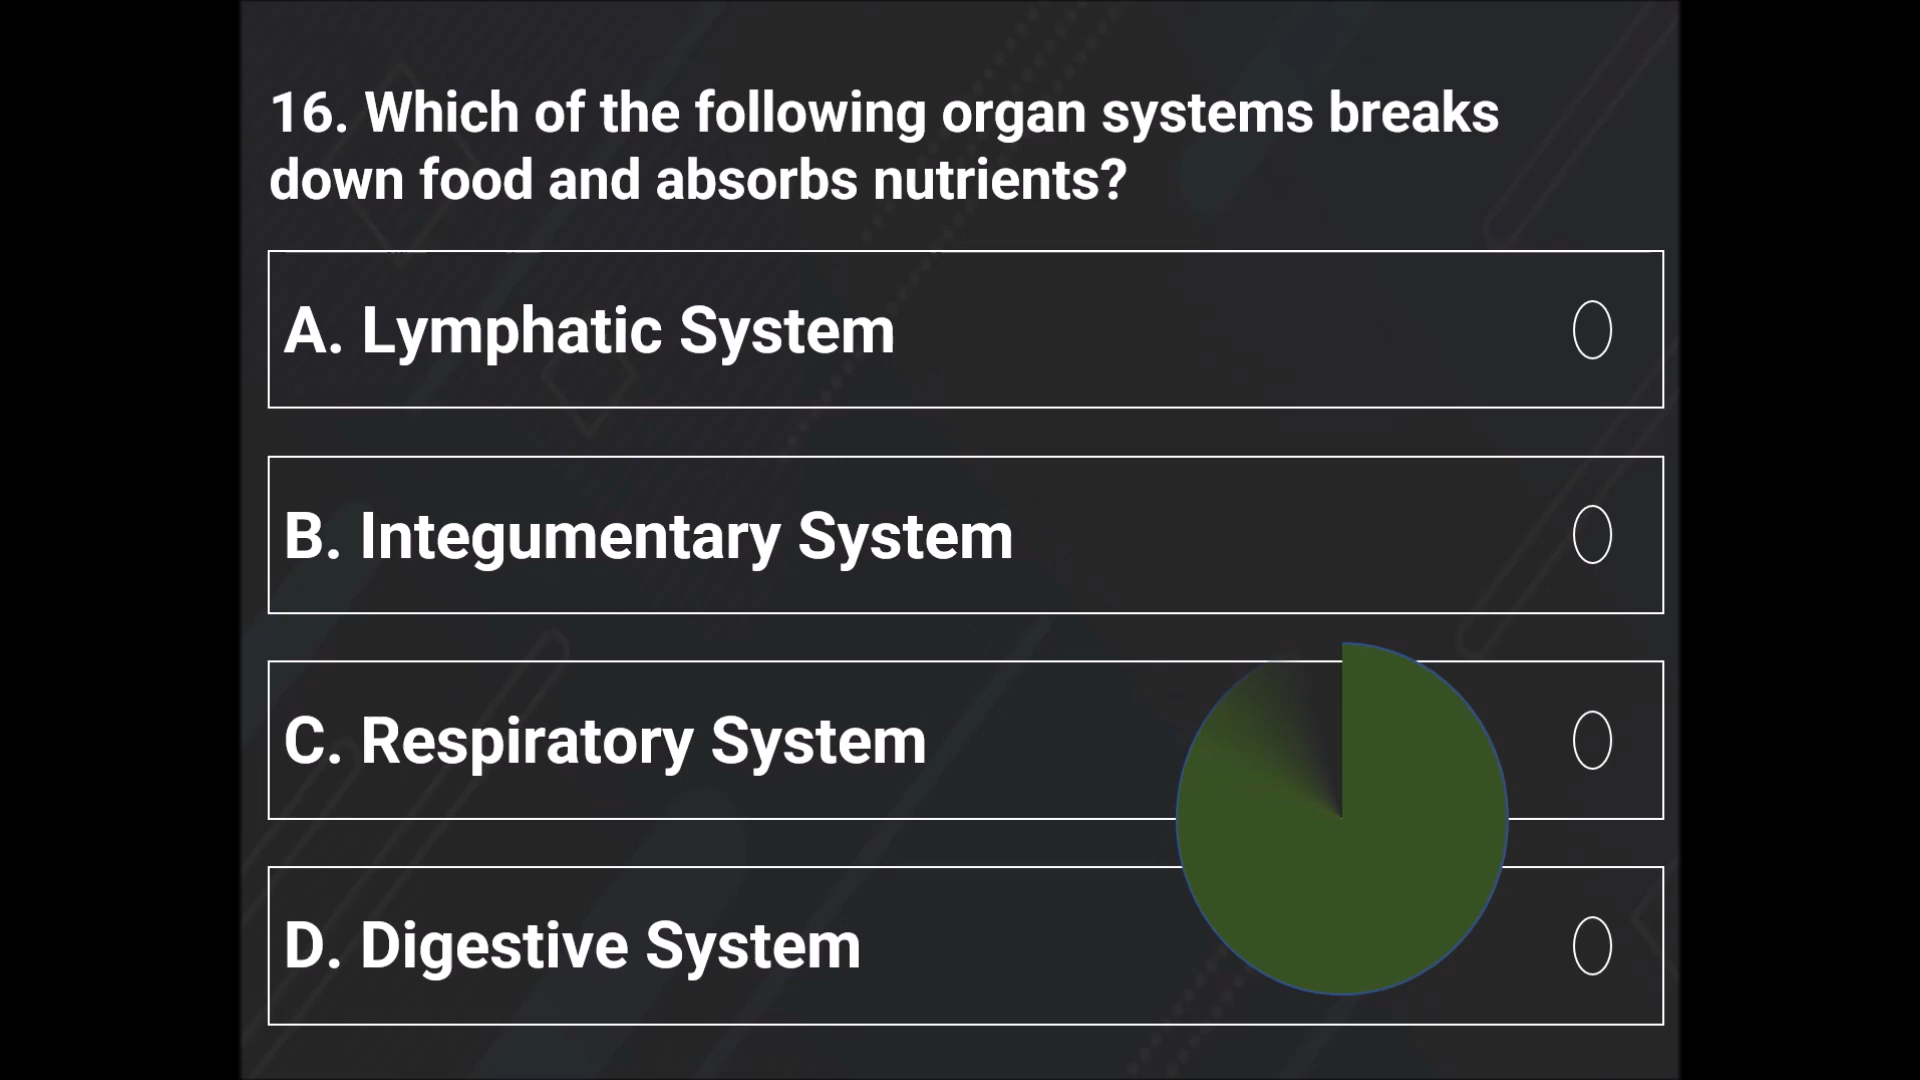 16. Which of the following organ systems breaks
down food and absorbs nutrients?
A. Lymphatic System
B. Integumentary System
C. Respiratory System
D. Digestive System